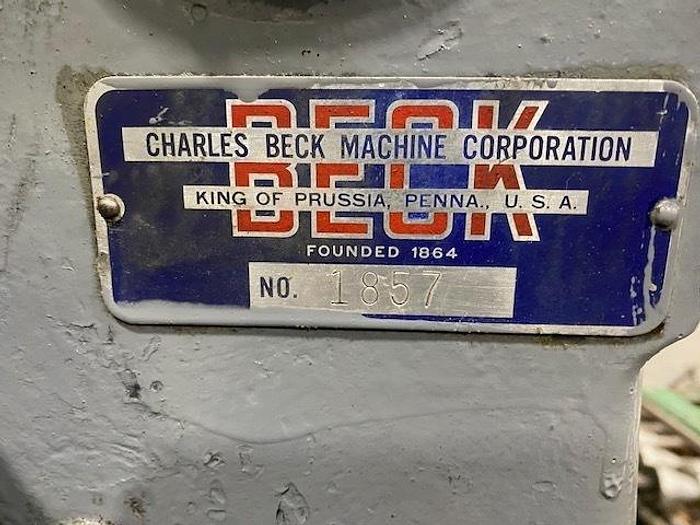 BECK
CHARLES BECK MACHINE CORPORATION
KING OF PRUSSIA, PENNA., U. S. A.
FOUNDED 1864
NO. 1857